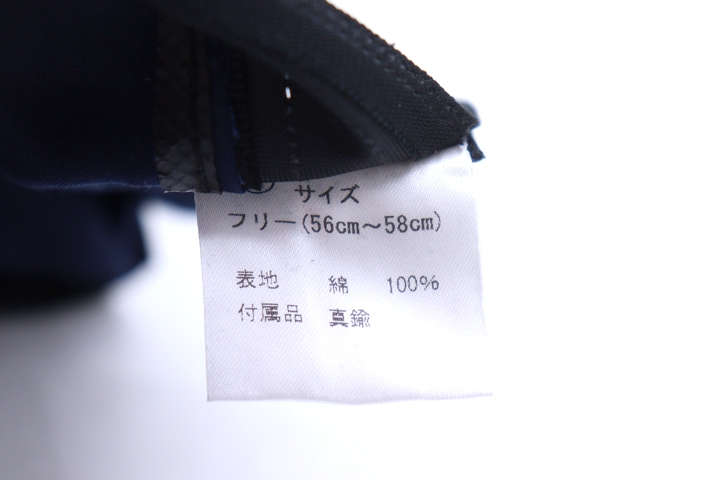 サイズ
フリー(56cm～58cm)
表地 綿 100%
付属品 真鍮